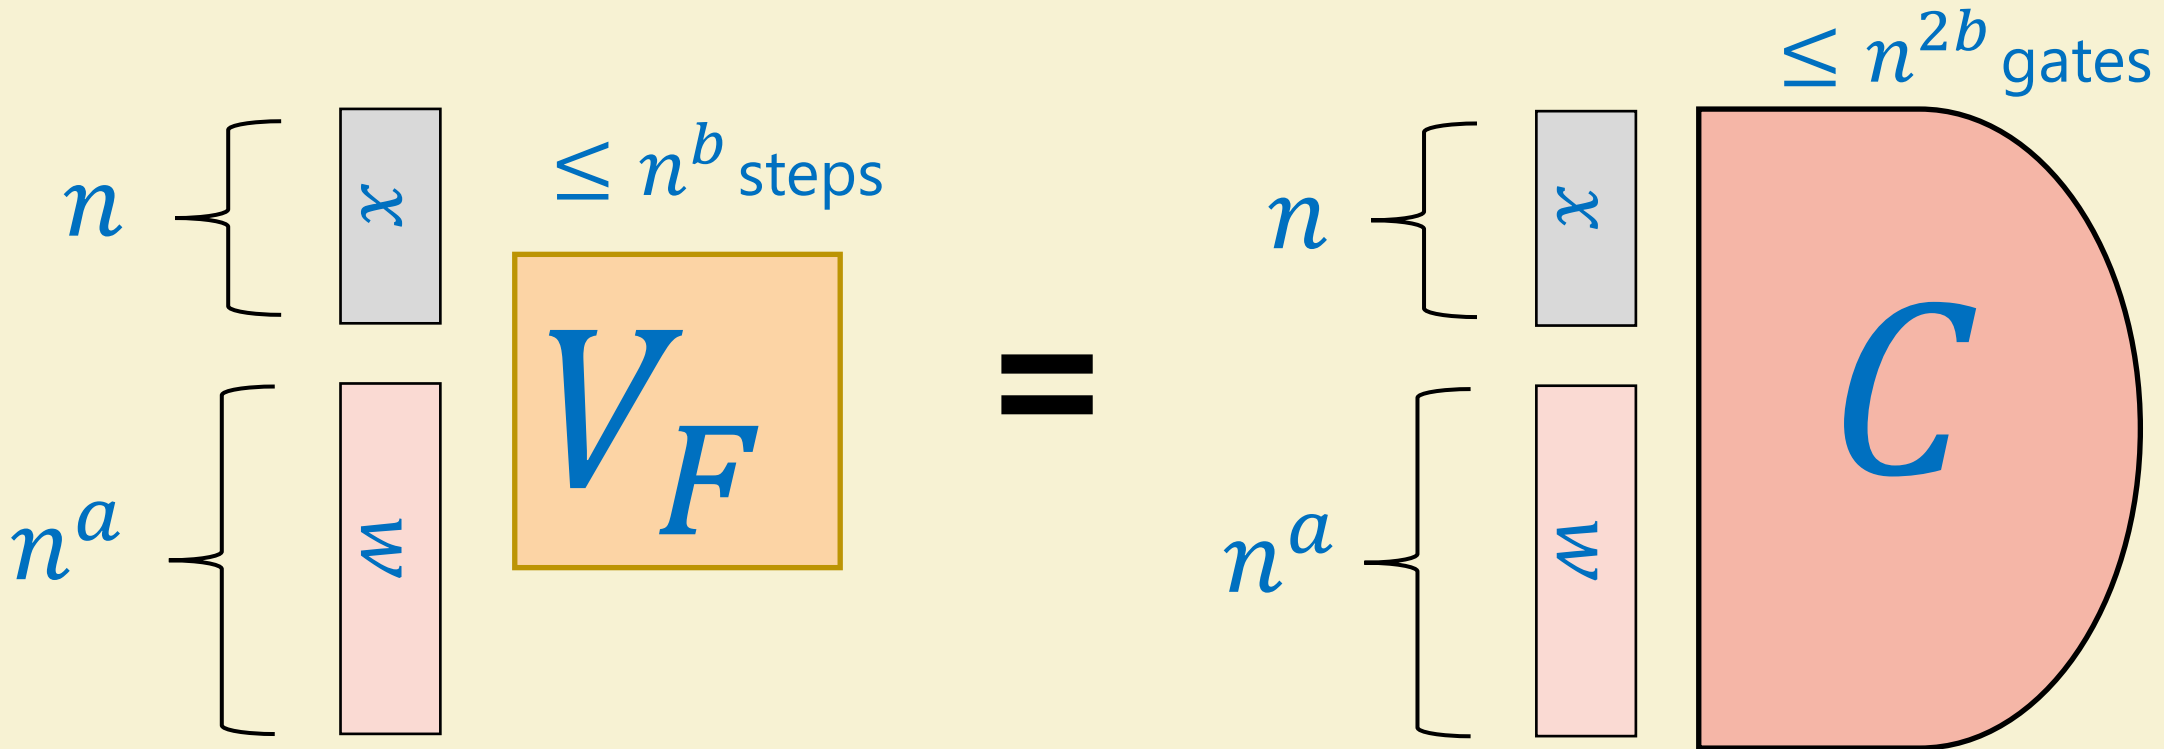 n
x
≤ n^b steps
V_F
n^a
w
=
n
x
≤ n^{2b} gates
C
n^a
w